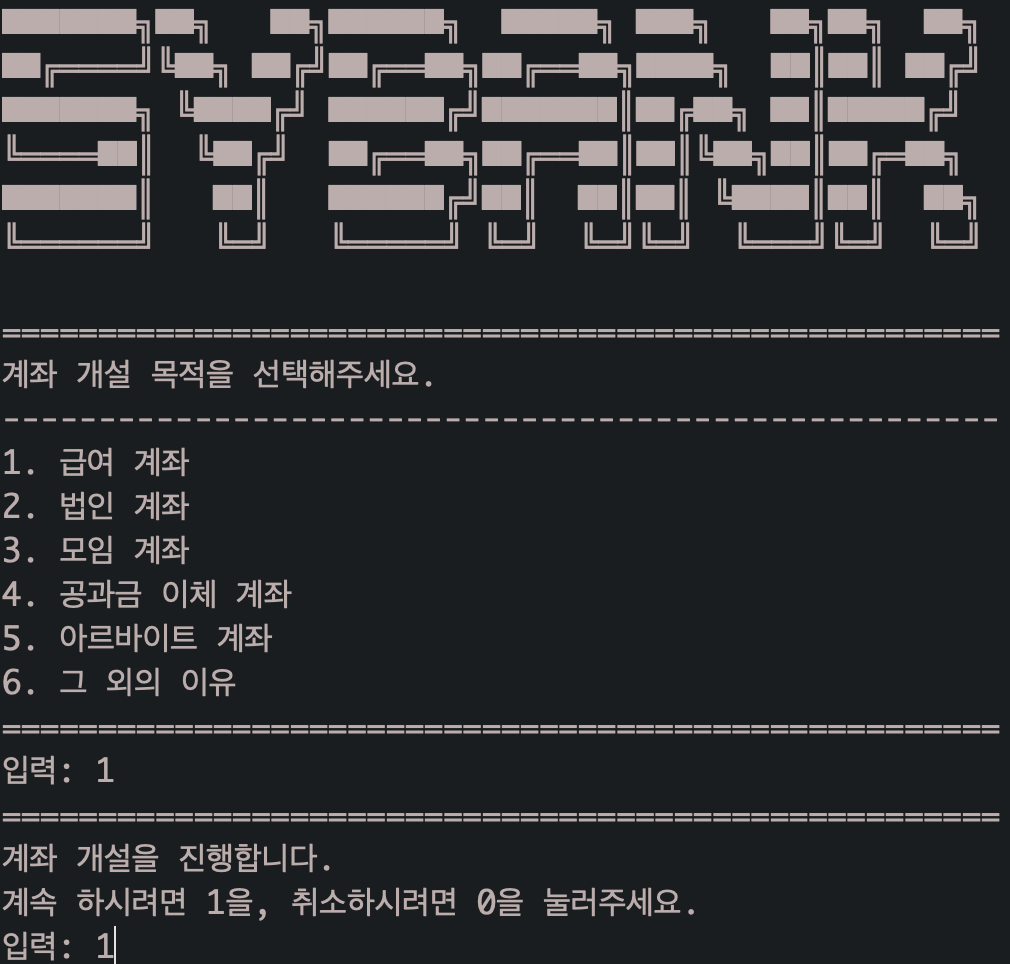 SYBANK
==================================================
계좌 개설 목적을 선택해주세요.
--------------------------------------------------
1. 급여 계좌
2. 법인 계좌
3. 모임 계좌
4. 공과금 이체 계좌
5. 아르바이트 계좌
6. 그 외의 이유
==================================================
입력: 1
==================================================
계좌 개설을 진행합니다.
계속 하시려면 1을, 취소하시려면 0을 눌러주세요.
입력: 1